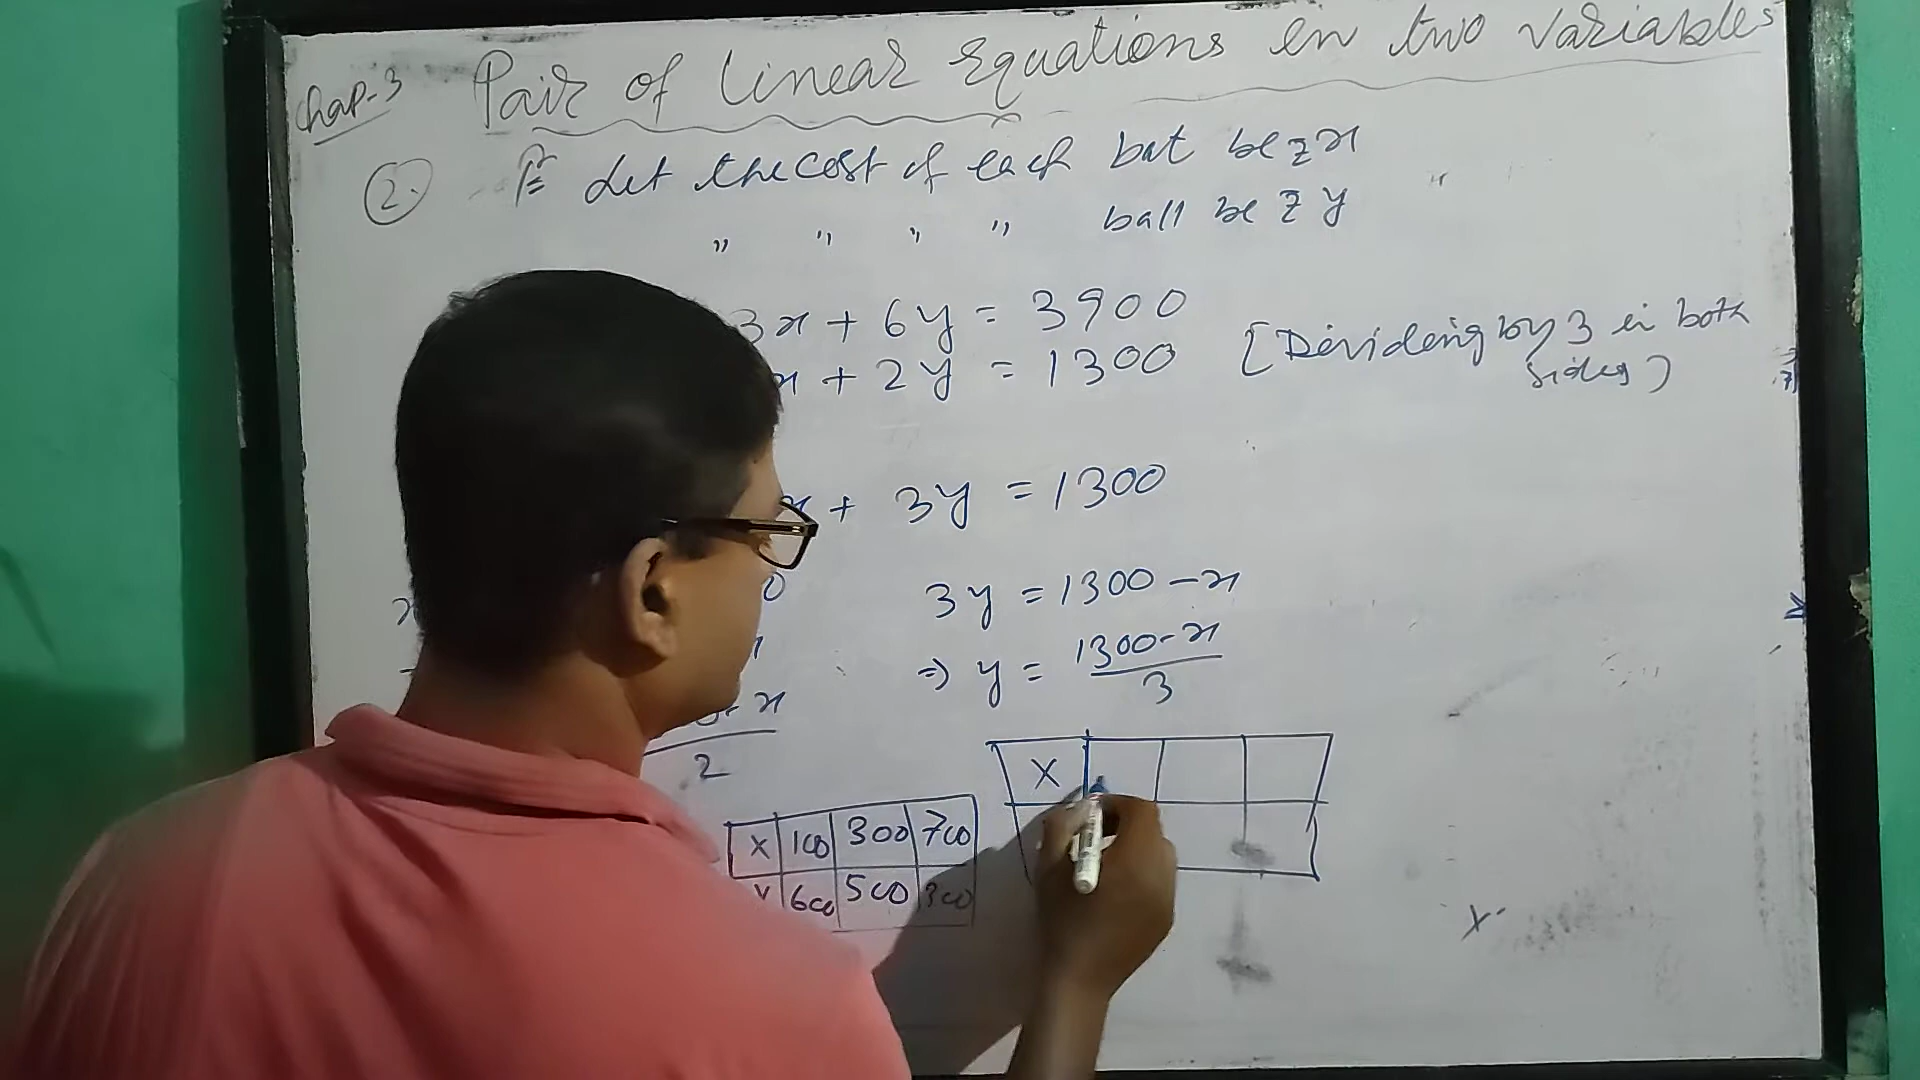 Chap-3 Pair of Linear Equations in two variables
2. Let the cost of each bat be ₹ x
" " " " ball be ₹ y
3x + 6y = 3900
x + 2y = 1300 [Dividing by 3 in both sides]
x + 3y = 1300
3y = 1300 - x
⇒ y = 1300-x / 3
- x
2
X
X 100 300 700
Y 600 500 300